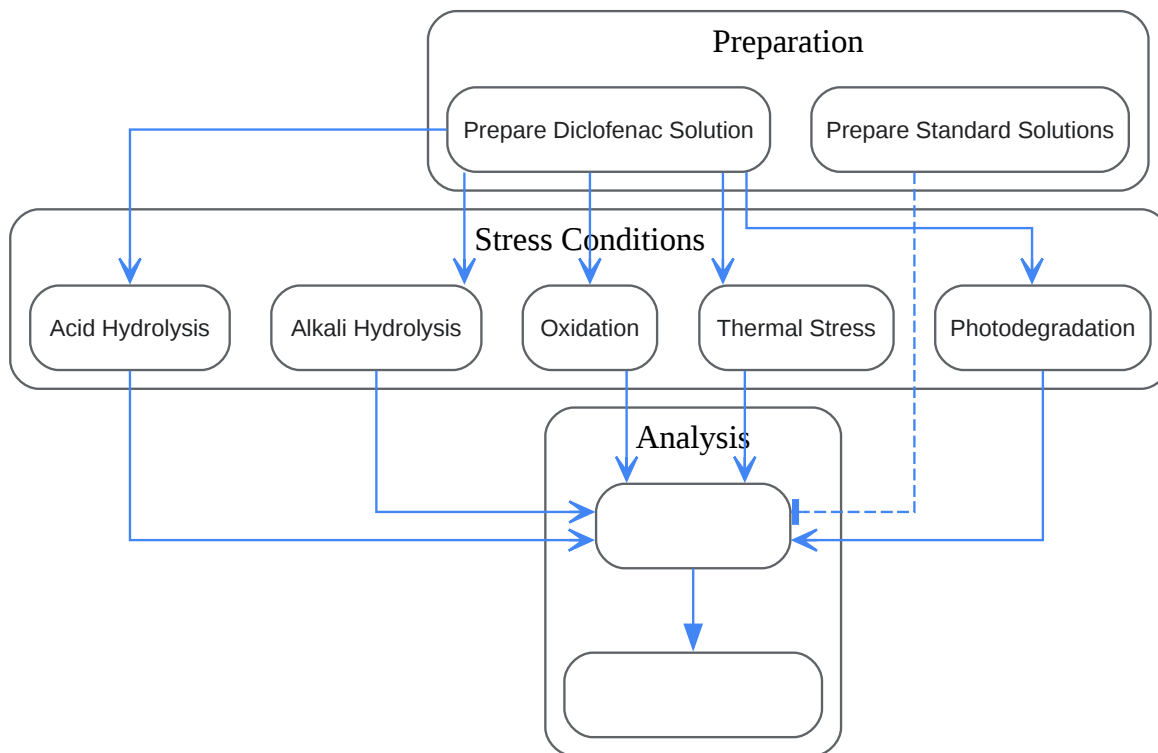 Preparation
Prepare Diclofenac Solution
Prepare Standard Solutions
Stress Conditions
Acid Hydrolysis
Alkali Hydrolysis
Oxidation
Thermal Stress
Photodegradation
Analysis